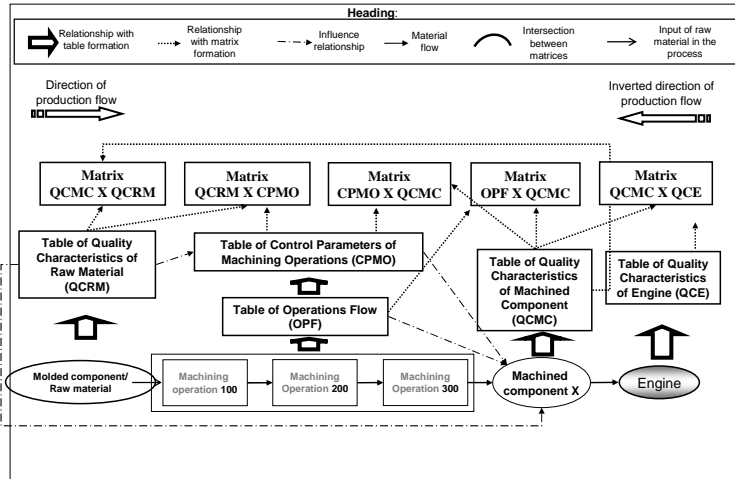 Heading:
Relationship with
table formation
Relationship
with matrix
formation
Influence
relationship
Material
flow
Intersection
between
matrices
Input of raw
material in the
process
Direction of
production flow
Inverted direction of
production flow
Matrix
QCMC X QCRM
Matrix
QCRM X CPMO
Matrix
CPMO X QCMC
Matrix
OPF X QCMC
Matrix
QCMC X QCE
Table of Quality
Characteristics of
Raw Material
(QCRM)
Table of Control Parameters of
Machining Operations (CPMO)
Table of Quality
Characteristics
of Machined
Component
(QCMC)
Table of Quality
Characteristics
of Engine (QCE)
Table of Operations Flow
(OPF)
Molded component/
Raw material
Machining
operation 100
Machining
Operation 200
Machining
Operation 300
Machined
component X
Engine